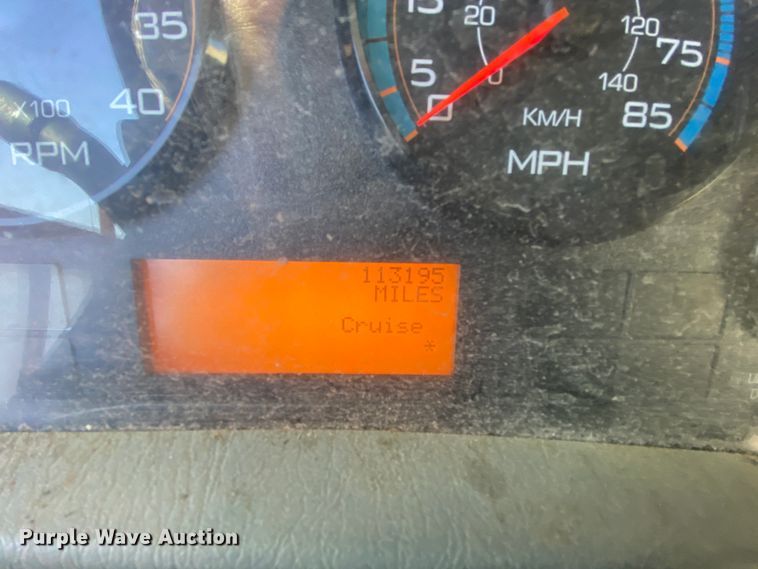 35
40
X100
RPM
15
5
0
20
0
120
140
75
85
KM/H
MPH
113195
MILES
Cruise
*
Purple Wave Auction